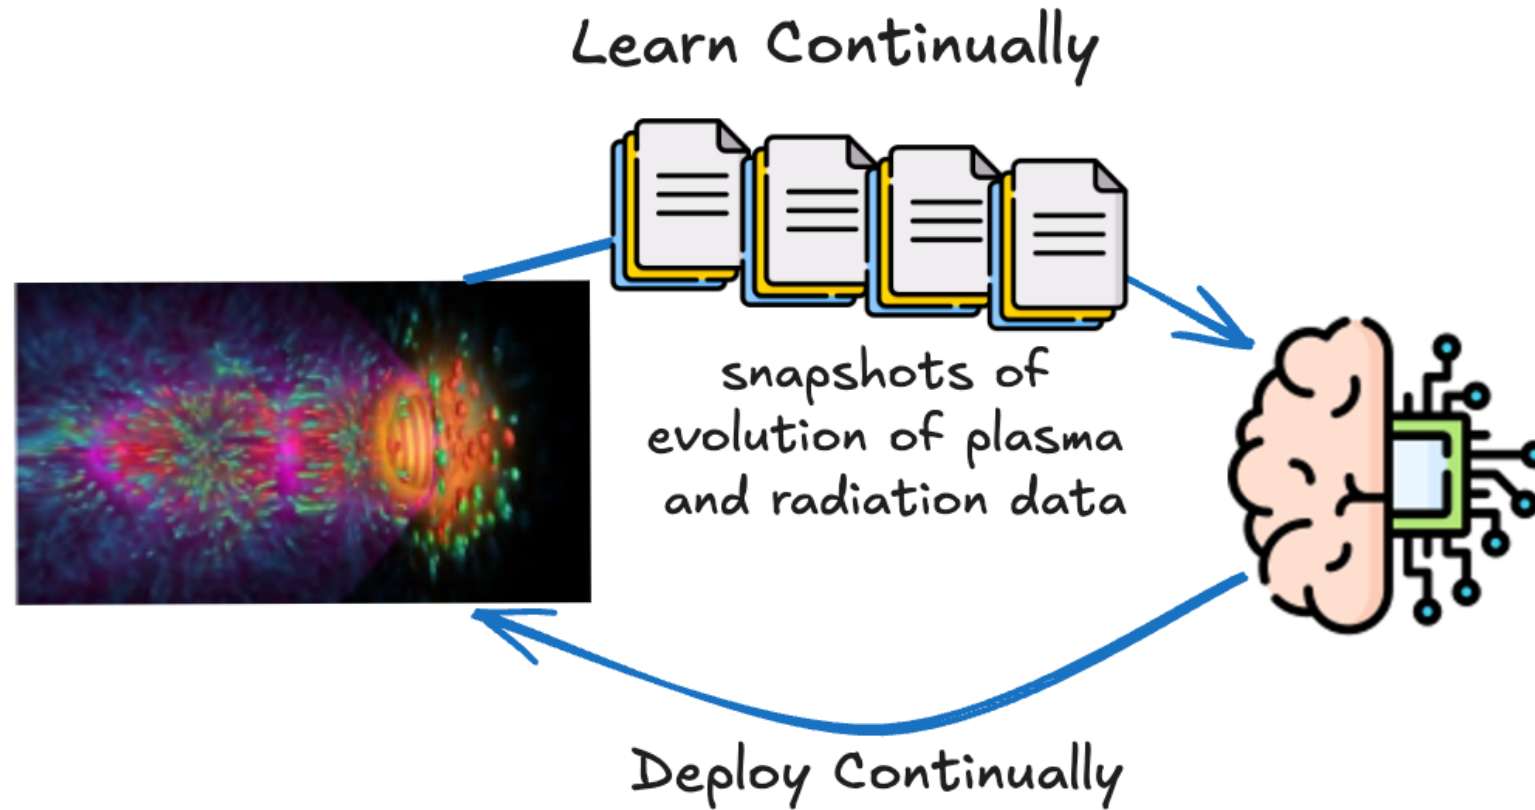 Learn Continually
snapshots of
evolution of plasma
and radiation data
Deploy Continually